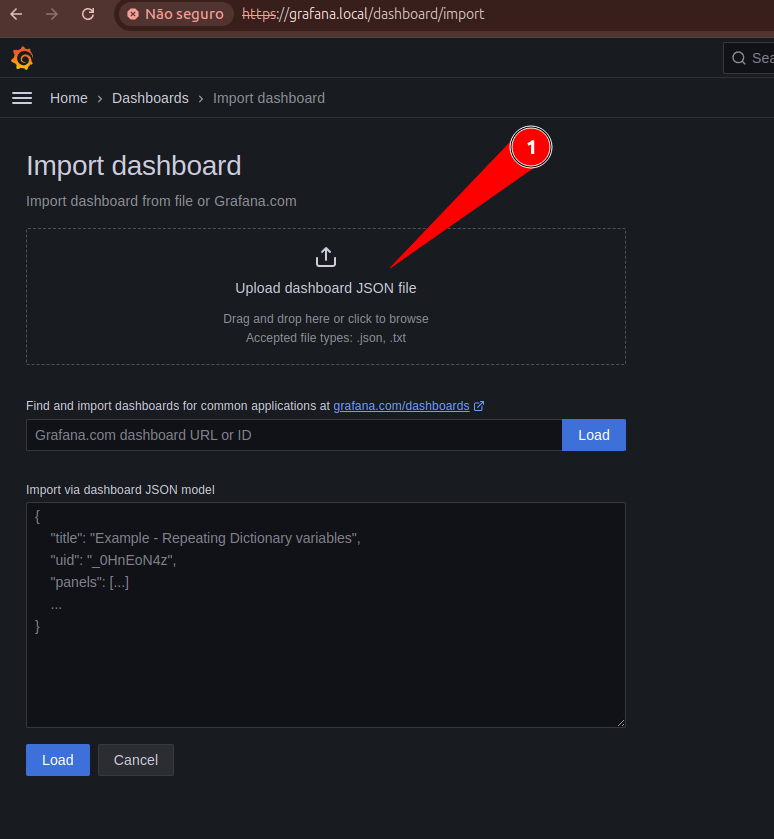 Não seguro https://grafana.local/dashboard/import
Sea
Home › Dashboards › Import dashboard
1
Import dashboard
Import dashboard from file or Grafana.com
Upload dashboard JSON file
Drag and drop here or click to browse
Accepted file types: .json, .txt
Find and import dashboards for common applications at grafana.com/dashboards
Grafana.com dashboard URL or ID
Load
Import via dashboard JSON model
{
"title": "Example - Repeating Dictionary variables",
"uid": "_0HnEoN4z",
"panels": [...]
...
}
Load
Cancel